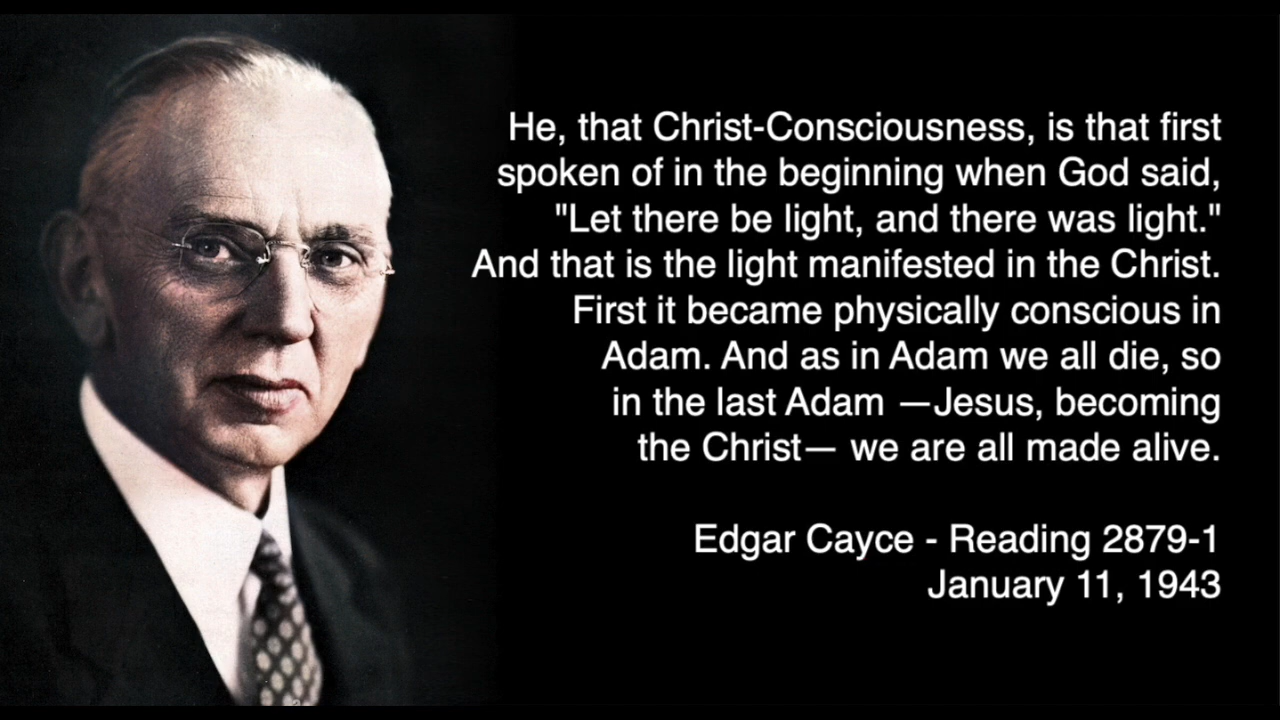 He, that Christ-Consciousness, is that first
spoken of in the beginning when God said,
"Let there be light, and there was light."
And that is the light manifested in the Christ.
First it became physically conscious in
Adam. And as in Adam we all die, so
in the last Adam —Jesus, becoming
the Christ— we are all made alive.
Edgar Cayce - Reading 2879-1
January 11, 1943